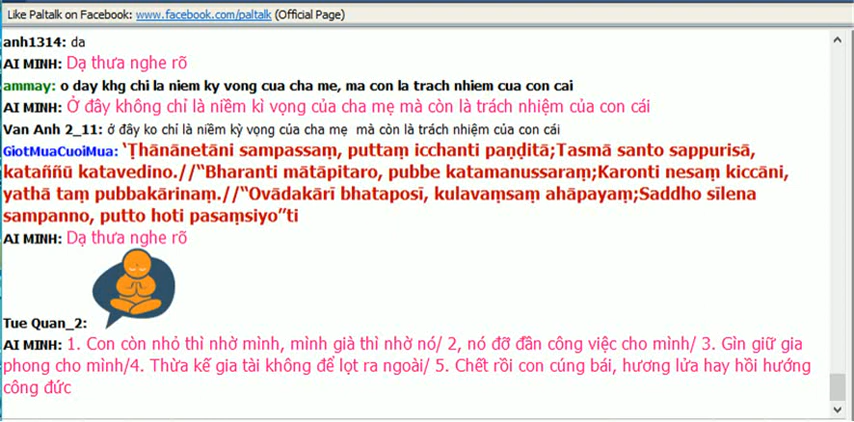 Like Paltalk on Facebook: www.facebook.com/paltalk (Official Page)
anh1314: da
AI MINH: Dạ thưa nghe rõ
ammay: o day khg chi la niem ky vong cua cha me, ma con la trach nhiem cua con cai
AI MINH: Ở đây không chỉ là niềm kì vọng của cha mẹ mà còn là trách nhiệm của con cái
Van Anh 2_11: ở đây ko chỉ là niềm kỳ vọng của cha mẹ mà còn là trách nhiệm của con cái
GiotMuaCuoiMua: ‘Ṭhānānetāni sampassaṃ, puttaṃ icchanti paṇḍitā;Tasmā santo sappurisā,
kataññū katavedino.//“Bharanti mātāpitaro, pubbe katamanussaraṃ;Karonti nesaṃ kiccāni,
yathā taṃ pubbakārinaṃ.//“Ovādakārī bhataposī, kulavaṃsaṃ ahāpayaṃ;Saddho sīlena
sampanno, putto hoti pasaṃsiyo”ti
AI MINH: Dạ thưa nghe rõ
Tue Quan_2:
AI MINH: 1. Con còn nhỏ thì nhờ mình, mình già thì nhờ nó/ 2, nó đỡ đần công việc cho mình/ 3. Gìn giữ gia
phong cho mình/4. Thừa kế gia tài không để lọt ra ngoài/ 5. Chết rồi con cúng bái, hương lửa hay hồi hướng
công đức